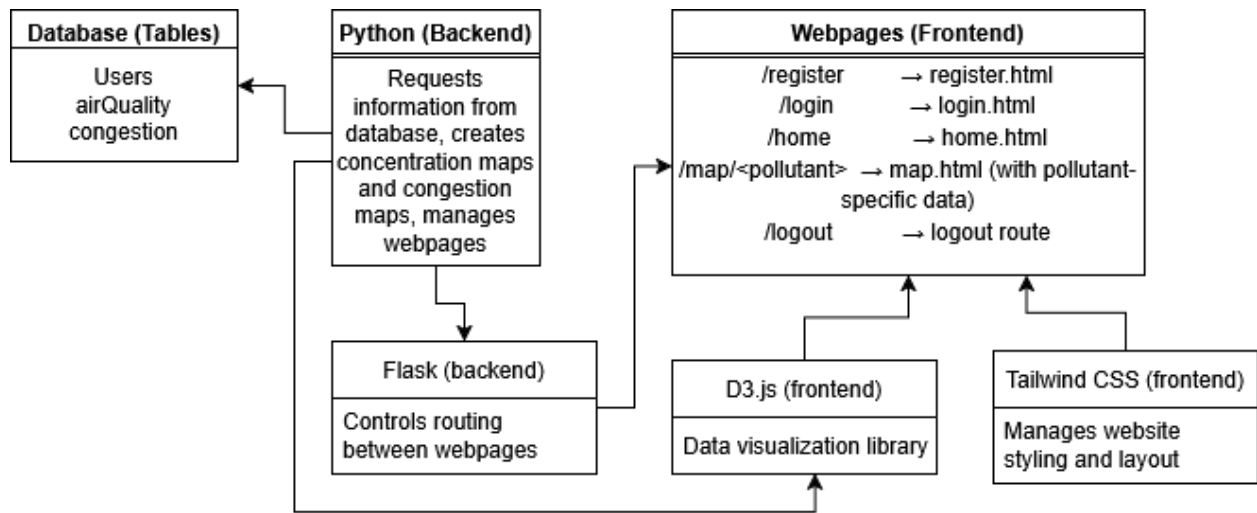 Database (Tables)
Users
airQuality
congestion
Python (Backend)
Requests
information from
database, creates
concentration maps
and congestion
maps, manages
webpages
Webpages (Frontend)
/register → register.html
/login → login.html
/home → home.html
/map/<pollutant> → map.html (with pollutant-
specific data)
/logout → logout route
Flask (backend)
Controls routing
between webpages
D3.js (frontend)
Data visualization library
Tailwind CSS (frontend)
Manages website
styling and layout